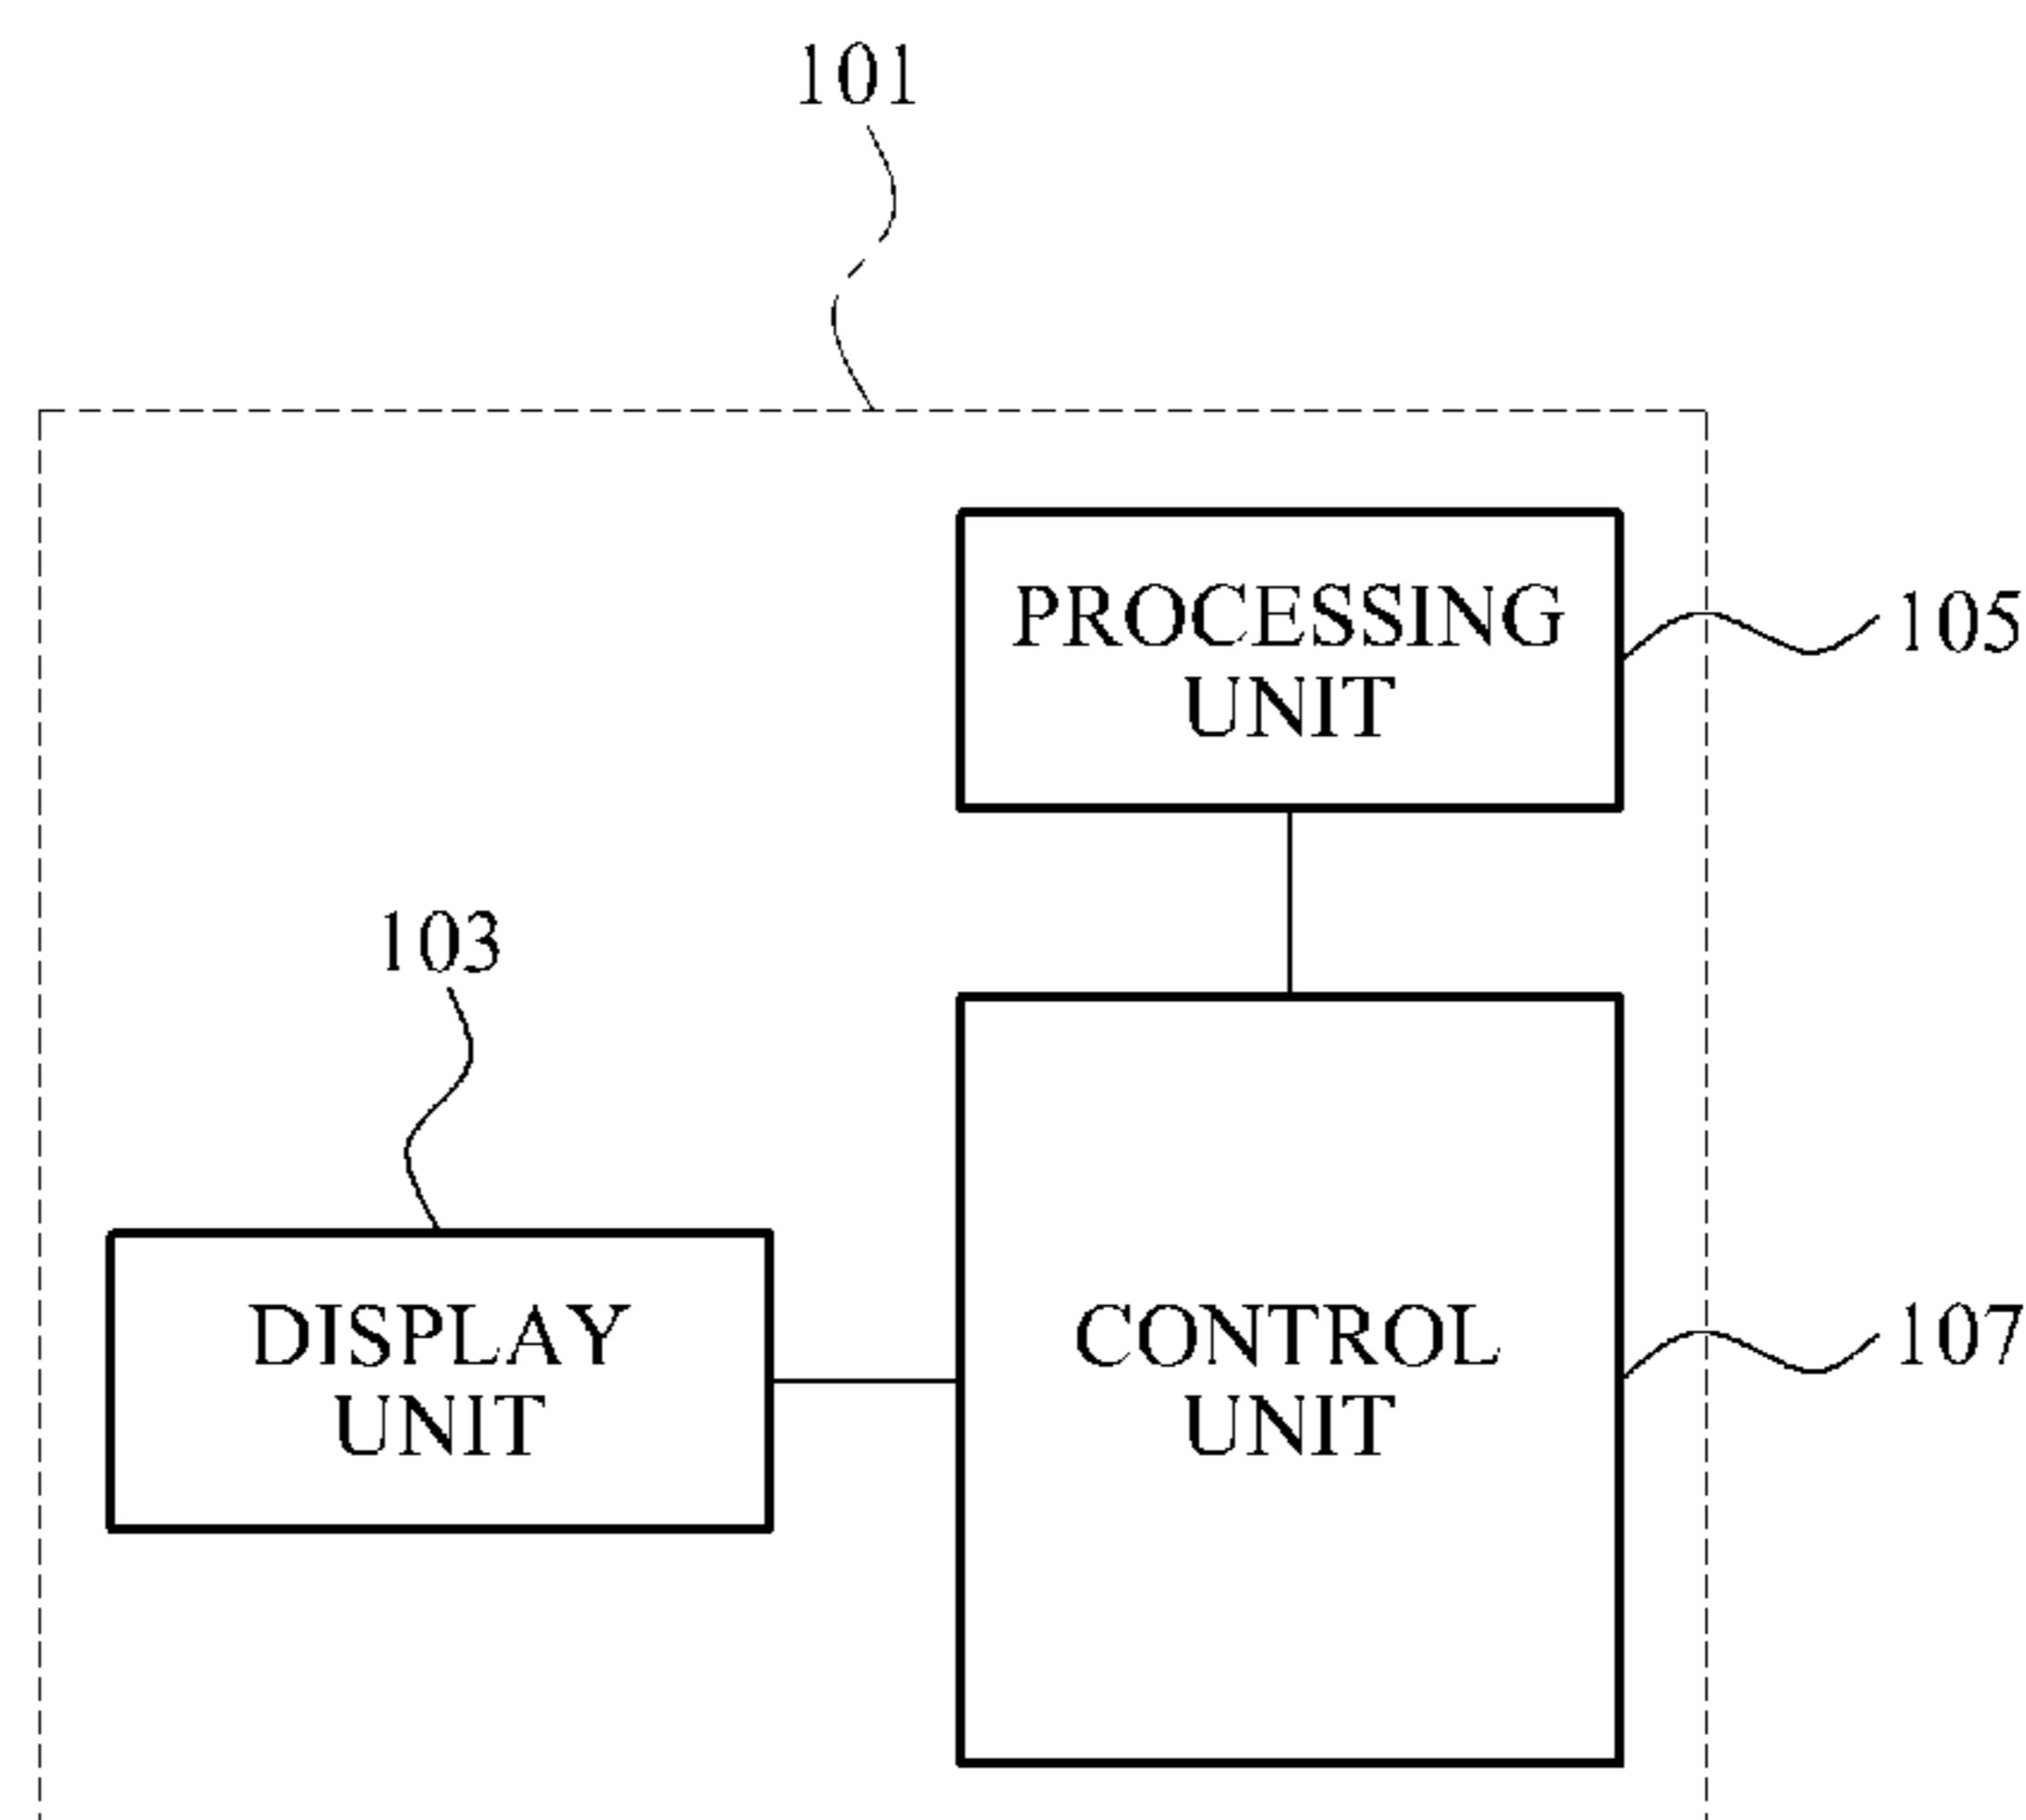 101
PROCESSING
UNIT
105
103
DISPLAY
UNIT
CONTROL
UNIT
107